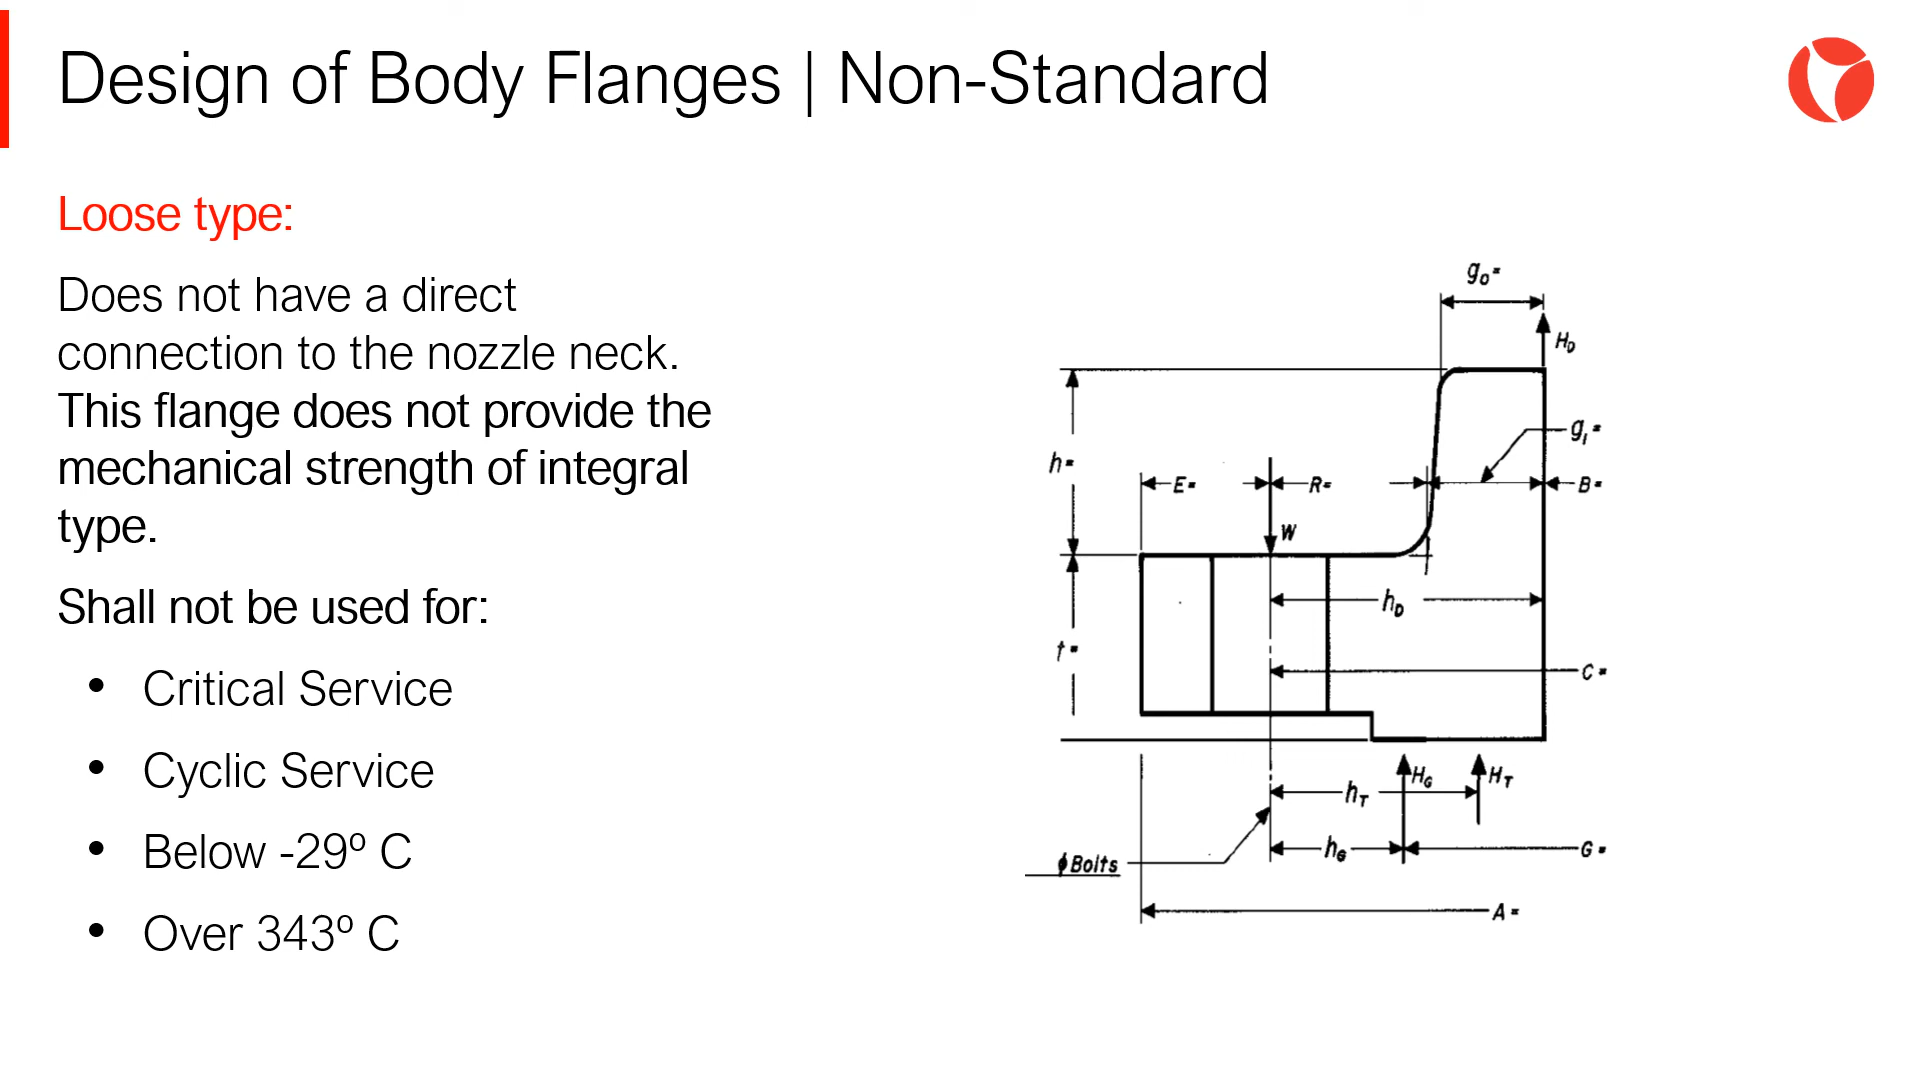 Design of Body Flanges | Non-Standard
Loose type:
Does not have a direct
connection to the nozzle neck.
This flange does not provide the
mechanical strength of integral
type.
Shall not be used for:
• Critical Service
• Cyclic Service
• Below -29º C
• Over 343º C
g₀=
H_D
g₁=
h=
E=
R=
B=
W
h_D
t=
C=
H_G
H_T
h_T
h_G
G=
ϕ Bolts
A=